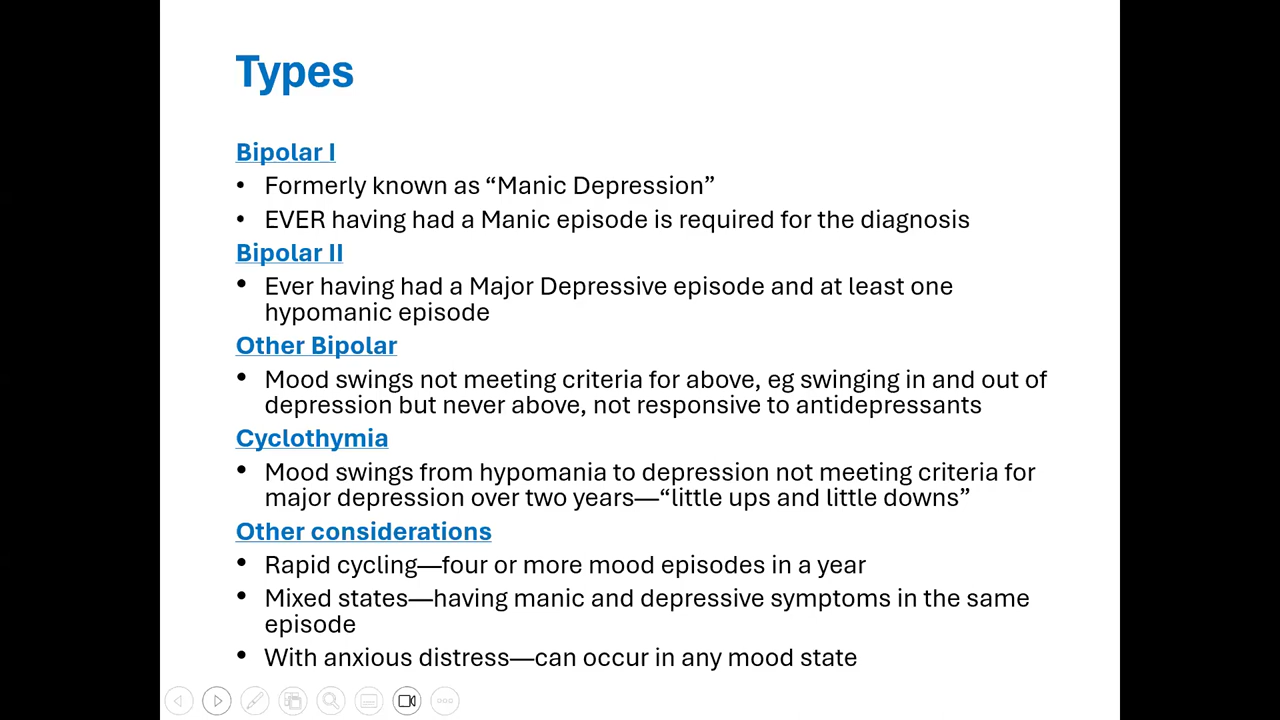 Types
Bipolar I
• Formerly known as “Manic Depression”
• EVER having had a Manic episode is required for the diagnosis
Bipolar II
• Ever having had a Major Depressive episode and at least one
hypomanic episode
Other Bipolar
• Mood swings not meeting criteria for above, eg swinging in and out of
depression but never above, not responsive to antidepressants
Cyclothymia
• Mood swings from hypomania to depression not meeting criteria for
major depression over two years—“little ups and little downs”
Other considerations
• Rapid cycling—four or more mood episodes in a year
• Mixed states—having manic and depressive symptoms in the same
episode
• With anxious distress—can occur in any mood state